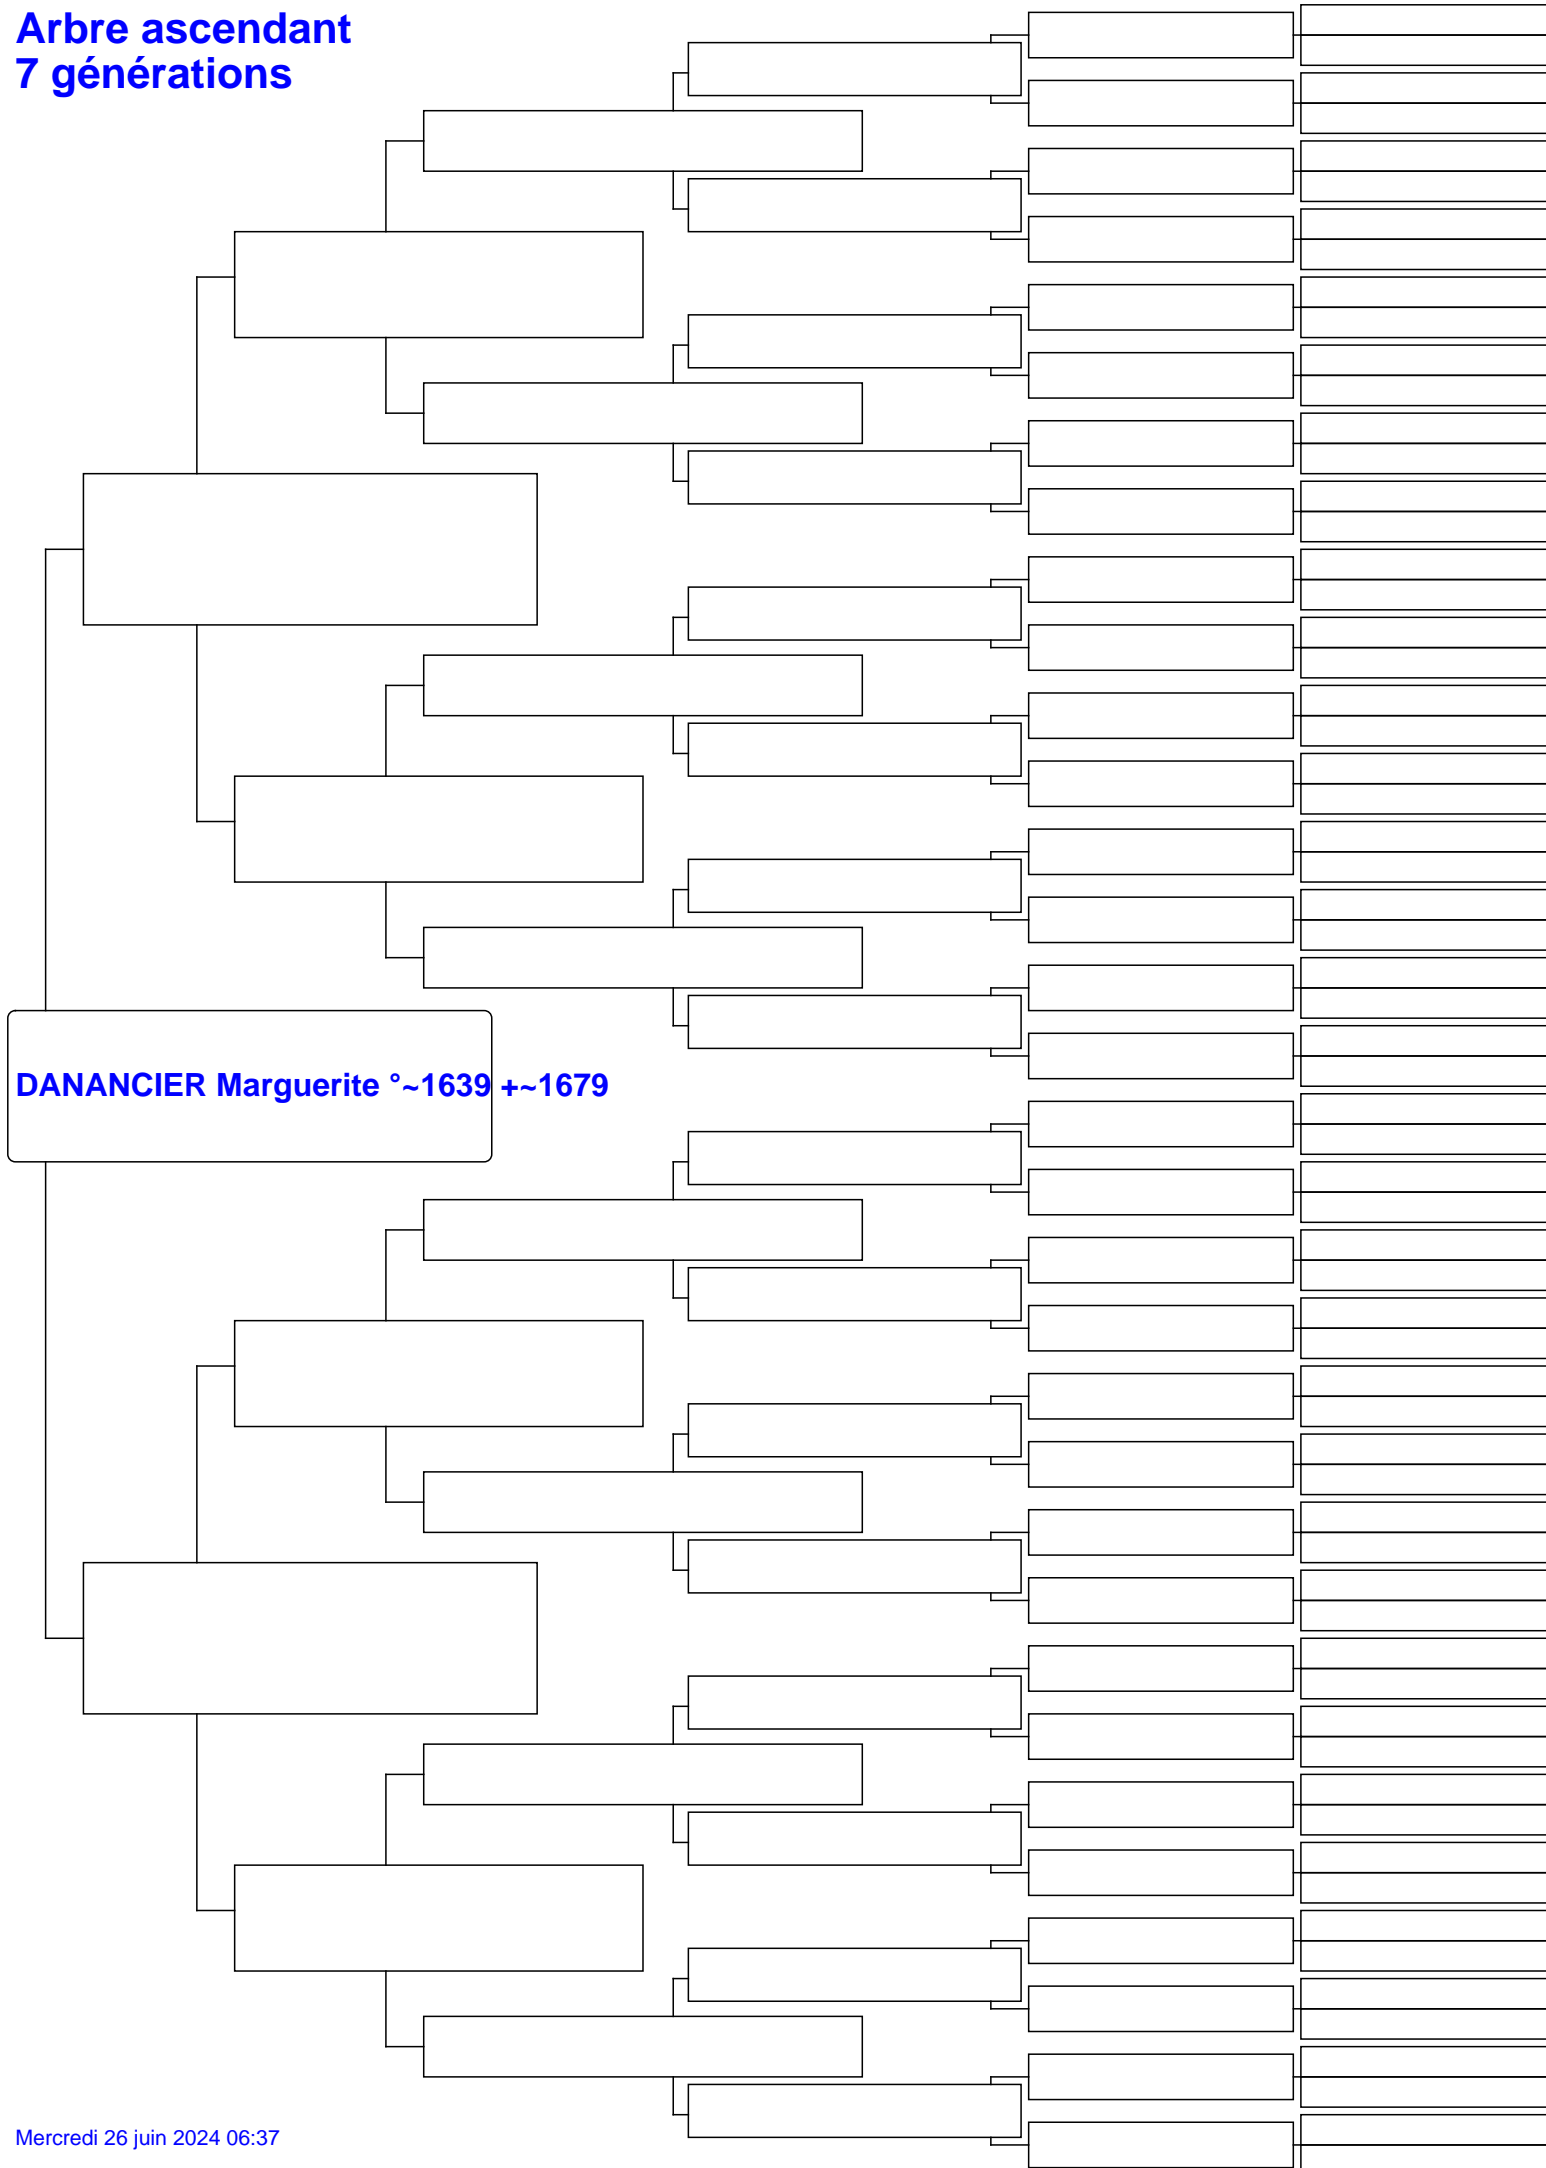 Arbre ascendant
7 générations
DANANCIER Marguerite °~1639 +~1679
Mercredi 26 juin 2024 06:37